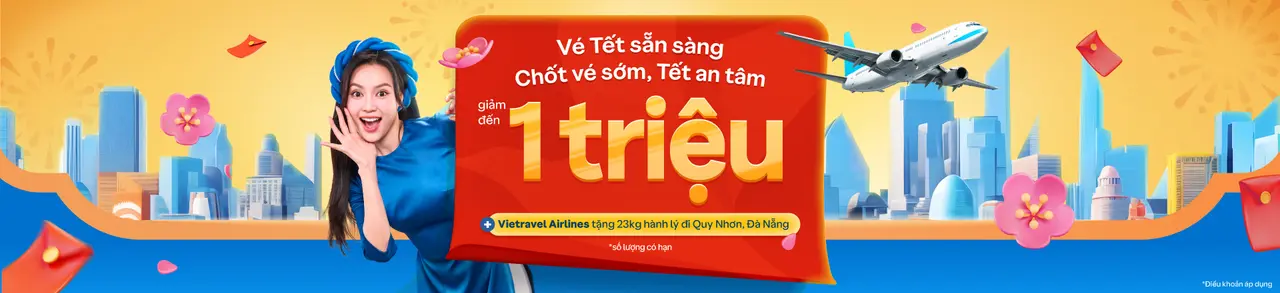 Vé Tết sẵn sàng
Chốt vé sớm, Tết an tâm
giảm
đến
1 triệu
+ Vietravel Airlines tặng 23kg hành lý đi Quy Nhơn, Đà Nẵng
*số lượng có hạn
*Điều khoản áp dụng